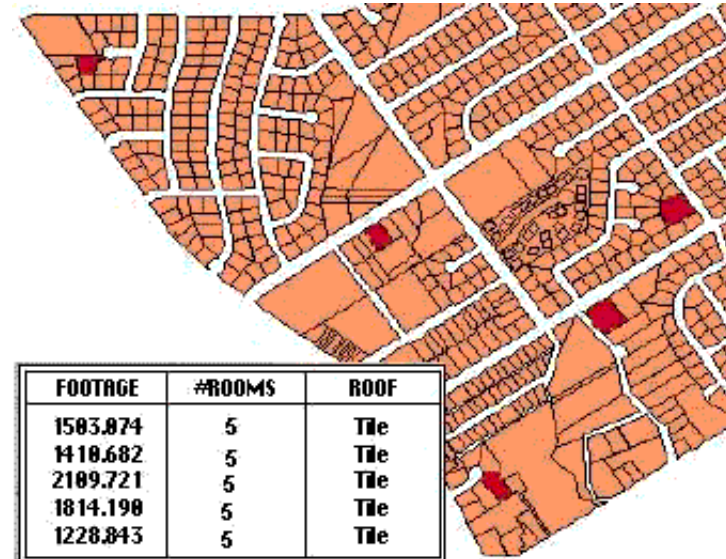 FOOTAGE #ROOMS ROOF
1503.074 5 Tile
1410.682 5 Tile
2109.721 5 Tile
1814.190 5 Tile
1228.043 5 Tile